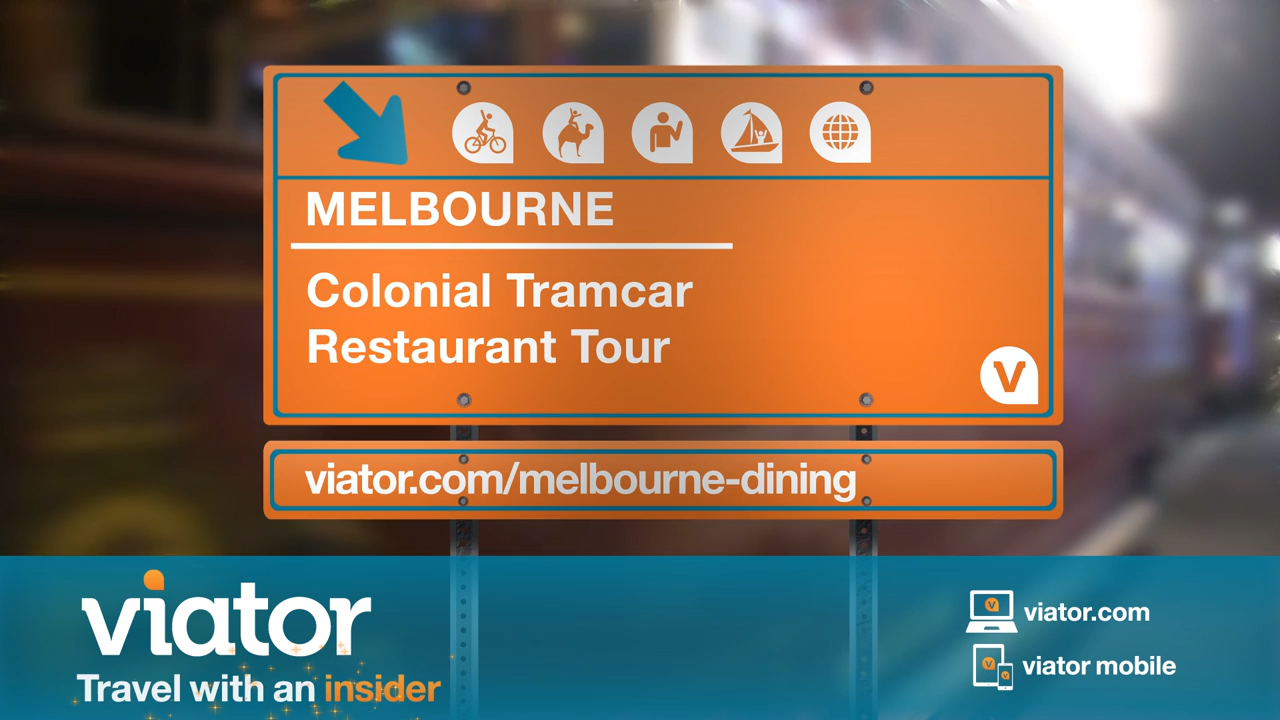 MELBOURNE
Colonial Tramcar
Restaurant Tour
V
viator.com/melbourne-dining
viator
Travel with an insider
viator.com
viator mobile